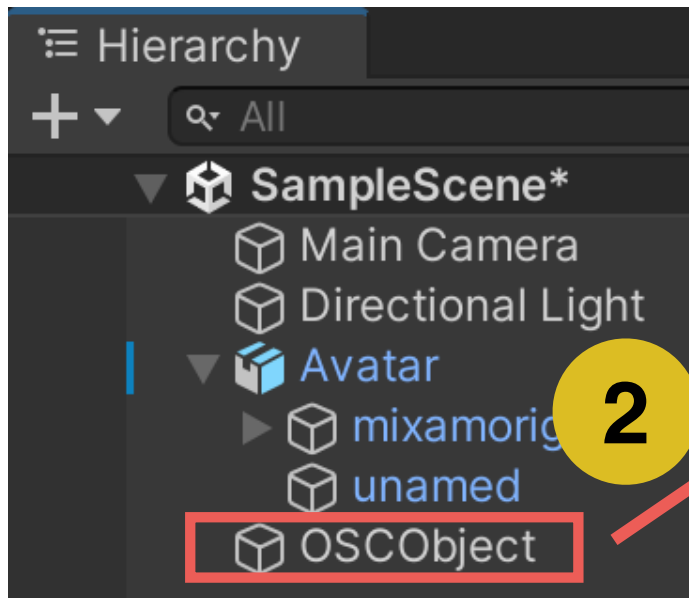 Hierarchy
All
SampleScene*
Main Camera
Directional Light
Avatar
2
unamed
OSCObject